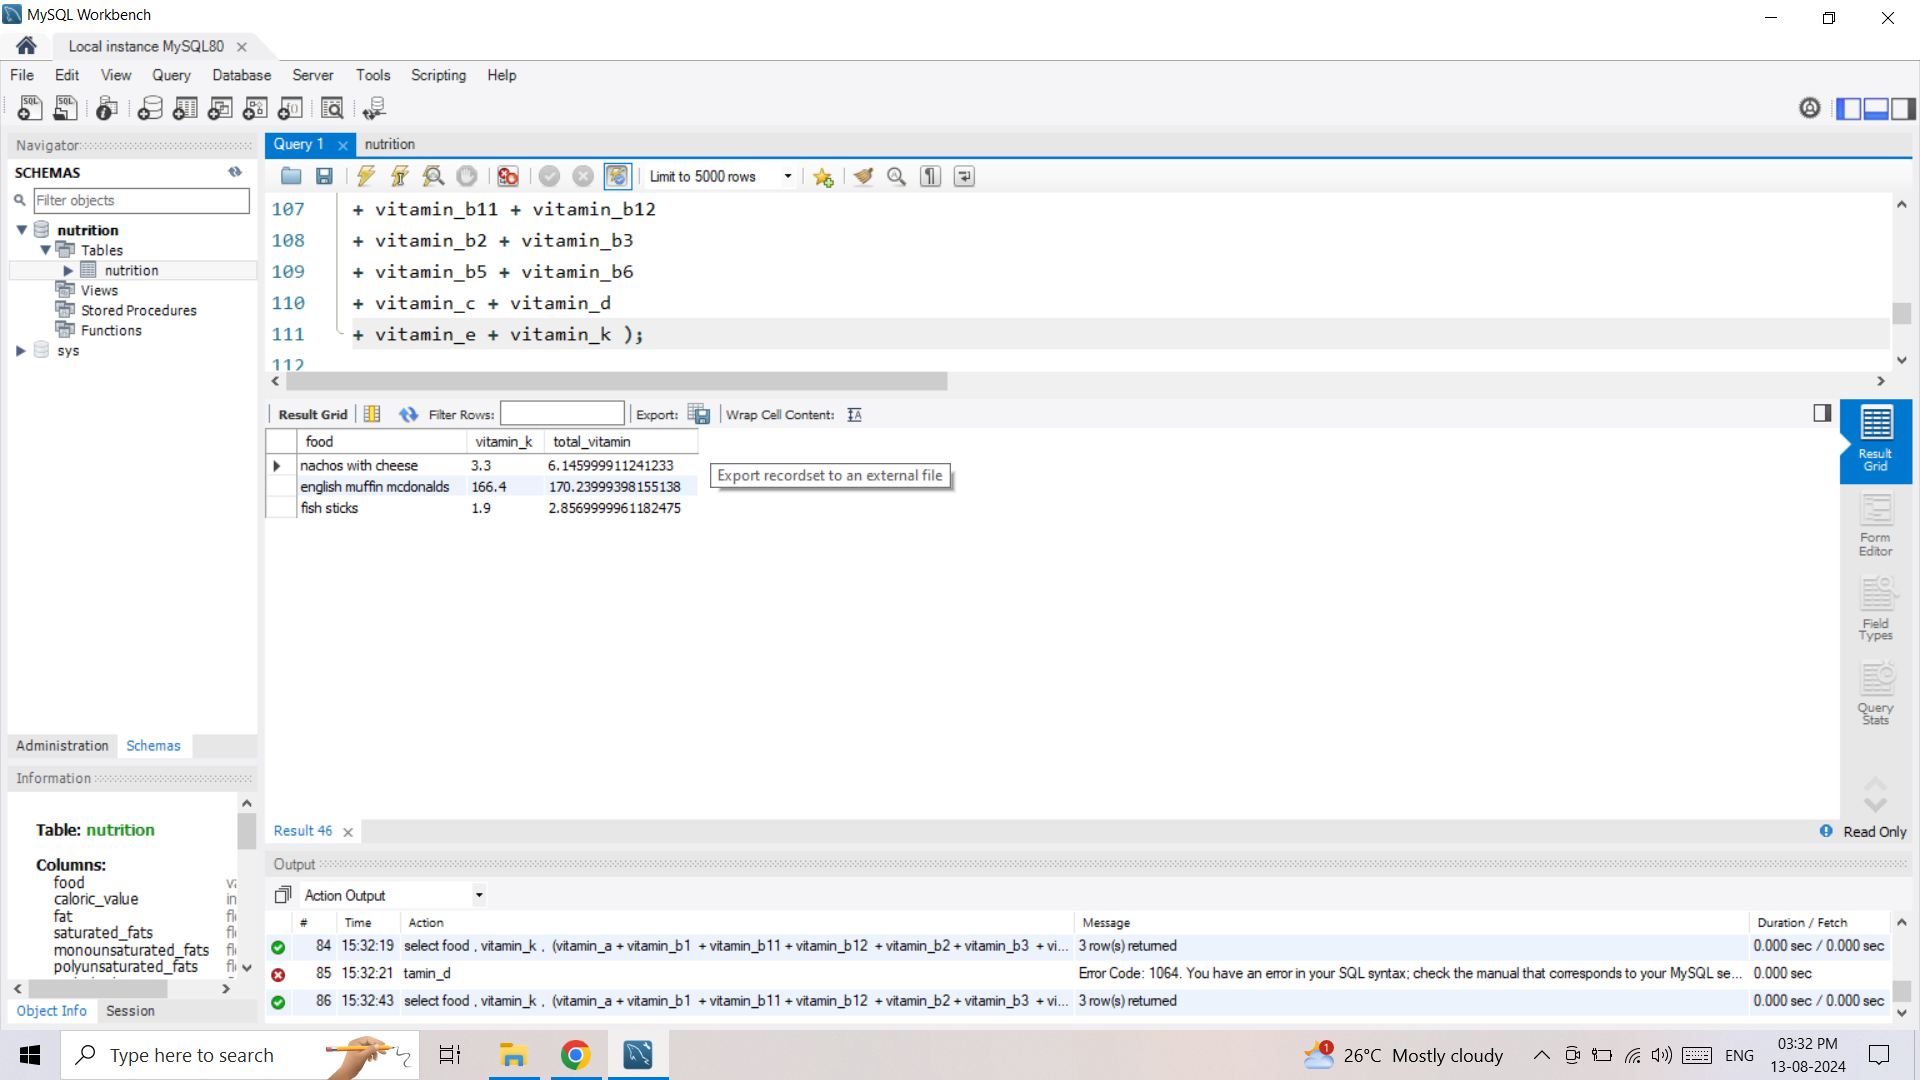 MySQL Workbench
Local instance MySQL80
File Edit View Query Database Server Tools Scripting Help
Navigator
SCHEMAS
Filter objects
nutrition
Tables
nutrition
Views
Stored Procedures
Functions
sys
Administration Schemas
Information
Table: nutrition
Columns:
food
caloric_value
fat
saturated_fats
monounsaturated_fats
polyunsaturated_fats
Object Info Session
Query 1 nutrition
Limit to 5000 rows
107 + vitamin_b11 + vitamin_b12
108 + vitamin_b2 + vitamin_b3
109 + vitamin_b5 + vitamin_b6
110 + vitamin_c + vitamin_d
111 + vitamin_e + vitamin_k );
112
Result Grid Filter Rows: Export: Wrap Cell Content:
food vitamin_k total_vitamin
nachos with cheese 3.3 6.145999911241233
english muffin mcdonalds 166.4 170.23999398155138
fish sticks 1.9 2.8569999961182475
Export recordset to an external file
Result Grid
Form Editor
Field Types
Query Stats
Result 46
Read Only
Output
Action Output
# Time Action Message Duration / Fetch
84 15:32:19 select food , vitamin_k , (vitamin_a + vitamin_b1 + vitamin_b11 + vitamin_b12 + vitamin_b2 + vitamin_b3 + vi... 3 row(s) returned 0.000 sec / 0.000 sec
85 15:32:21 tamin_d Error Code: 1064. You have an error in your SQL syntax; check the manual that corresponds to your MySQL se... 0.000 sec
86 15:32:43 select food , vitamin_k , (vitamin_a + vitamin_b1 + vitamin_b11 + vitamin_b12 + vitamin_b2 + vitamin_b3 + vi... 3 row(s) returned 0.000 sec / 0.000 sec
Type here to search
1 26°C Mostly cloudy
ENG
03:32 PM
13-08-2024